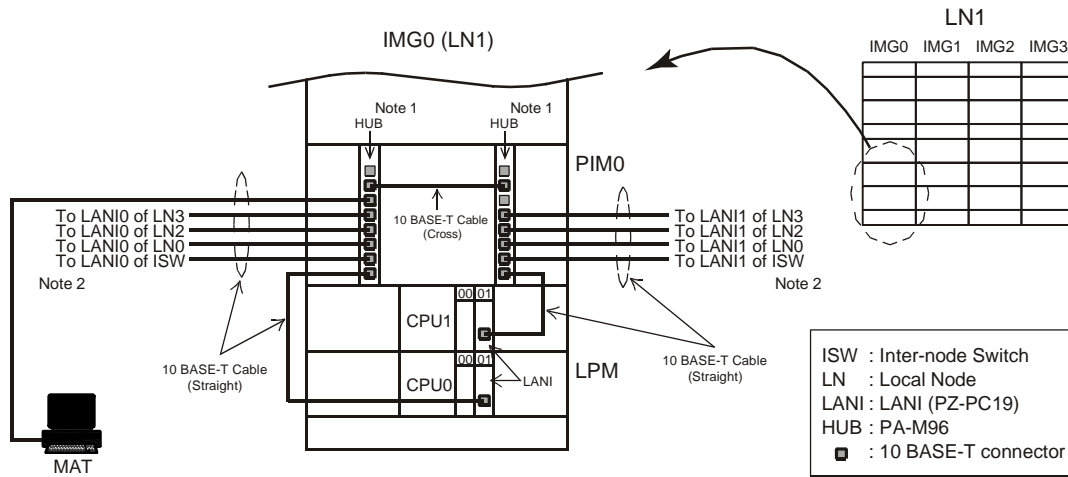 LN1
IMG0 IMG1 IMG2 IMG3
IMG0 (LN1)
Note 1
HUB
Note 1
HUB
PIM0
10 BASE-T Cable
(Cross)
To LANI0 of LN3
To LANI0 of LN2
To LANI0 of LN0
To LANI0 of ISW
Note 2
To LANI1 of LN3
To LANI1 of LN2
To LANI1 of LN0
To LANI1 of ISW
Note 2
00 01
CPU1
00 01
CPU0
LANI
LPM
10 BASE-T Cable
(Straight)
10 BASE-T Cable
(Straight)
MAT
ISW : Inter-node Switch
LN : Local Node
LANI : LANI (PZ-PC19)
HUB : PA-M96
: 10 BASE-T connector